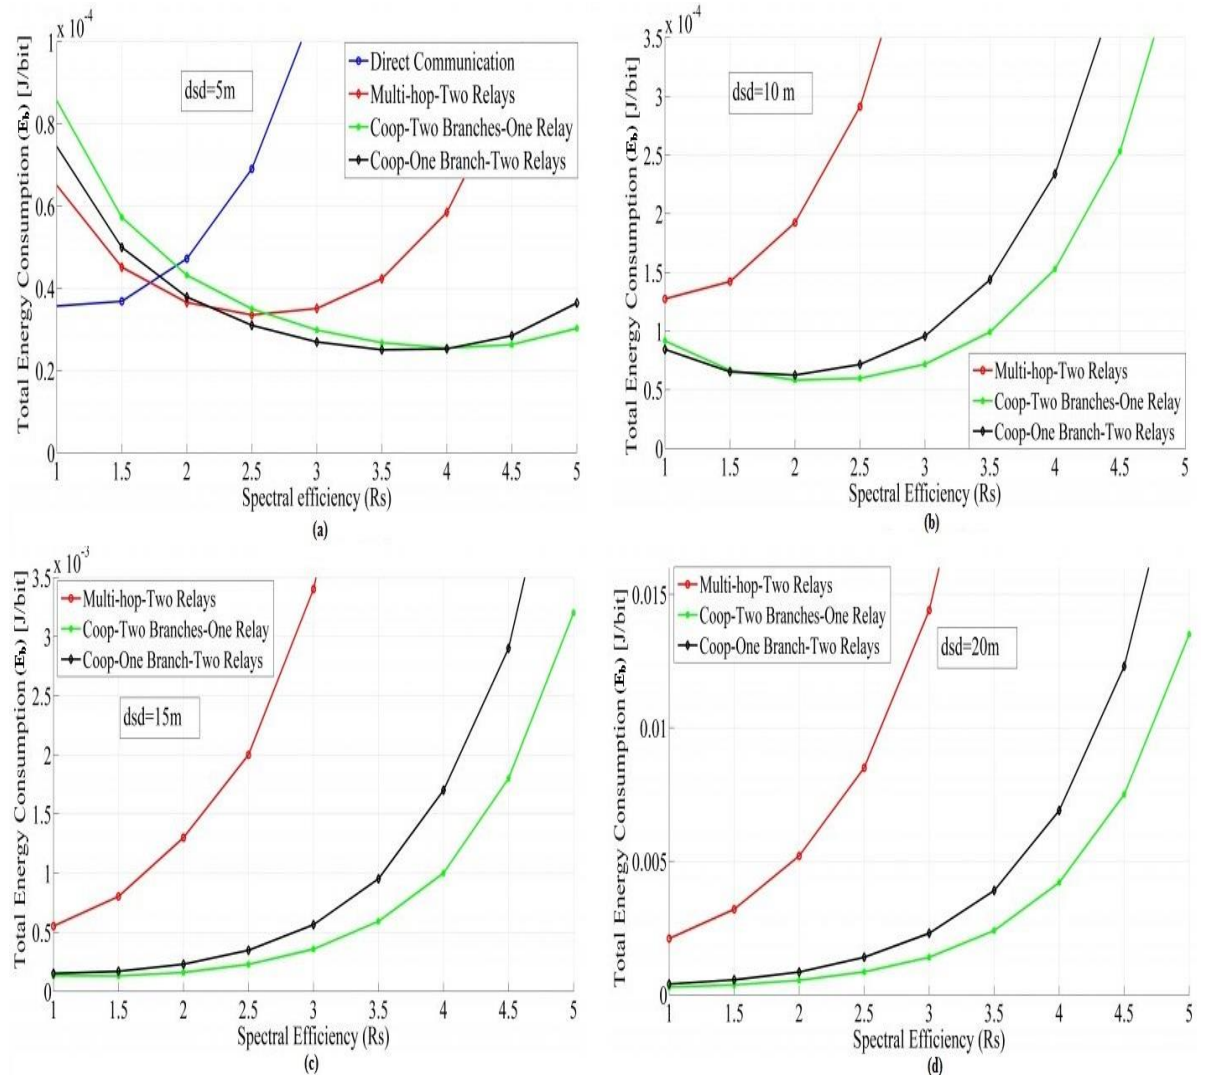 x 10⁻⁴
Total Energy Consumption (Eb) [J/bit]
1
0.8
0.6
0.4
0.2
0
dsd=5m
Direct Communication
Multi-hop-Two Relays
Coop-Two Branches-One Relay
Coop-One Branch-Two Relays
1 1.5 2 2.5 3 3.5 4 4.5 5
Spectral efficiency (Rs)
(a)
x 10⁻⁴
Total Energy Consumption (Eb) [J/bit]
3.5
3
2.5
2
1.5
1
0.5
0
dsd=10 m
Multi-hop-Two Relays
Coop-Two Branches-One Relay
Coop-One Branch-Two Relays
1 1.5 2 2.5 3 3.5 4 4.5 5
Spectral Efficiency (Rs)
(b)
x 10⁻³
Total Energy Consumption (Eb) [J/bit]
3.5
3
2.5
2
1.5
1
0.5
0
Multi-hop-Two Relays
Coop-Two Branches-One Relay
Coop-One Branch-Two Relays
dsd=15m
1 1.5 2 2.5 3 3.5 4 4.5 5
Spectral Efficiency (Rs)
(c)
Total Energy Consumption (Eb) [J/bit]
0.015
0.01
0.005
0
Multi-hop-Two Relays
Coop-Two Branches-One Relay
Coop-One Branch-Two Relays
dsd=20m
1 1.5 2 2.5 3 3.5 4 4.5 5
Spectral Efficiency (Rs)
(d)